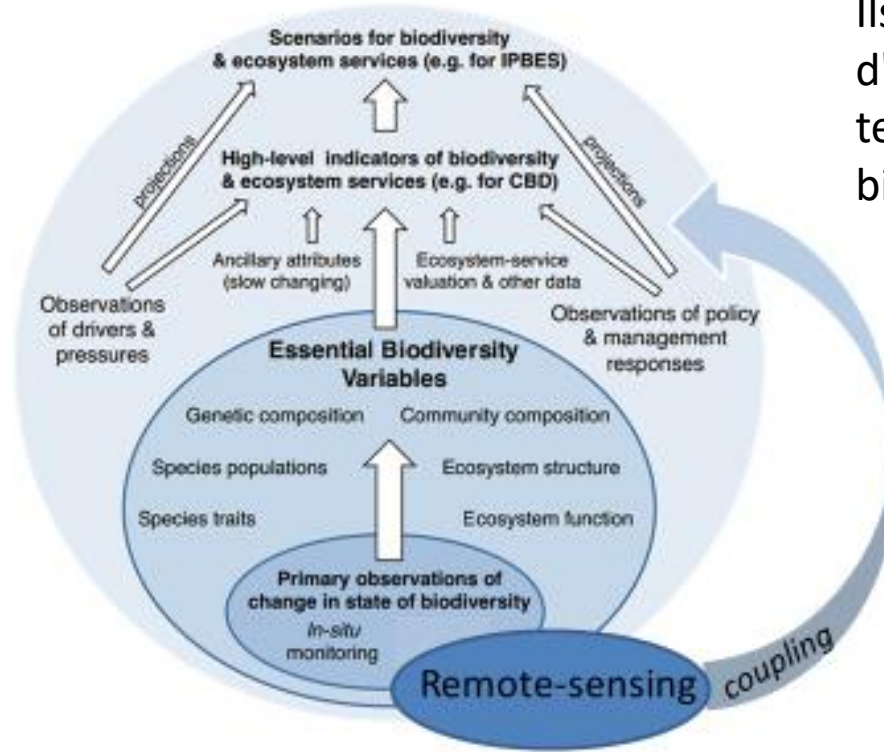 Scenarios for biodiversity
& ecosystem services (e.g. for IPBES)
projections
projections
High-level indicators of biodiversity
& ecosystem services (e.g. for CBD)
Ancillary attributes
(slow changing)
Ecosystem-service
valuation & other data
Observations
of drivers &
pressures
Observations of policy
& management
responses
Essential Biodiversity
Variables
Genetic composition
Community composition
Species populations
Ecosystem structure
Species traits
Ecosystem function
Primary observations of
change in state of biodiversity
In-situ
monitoring
Remote-sensing
coupling
d'
te
bi